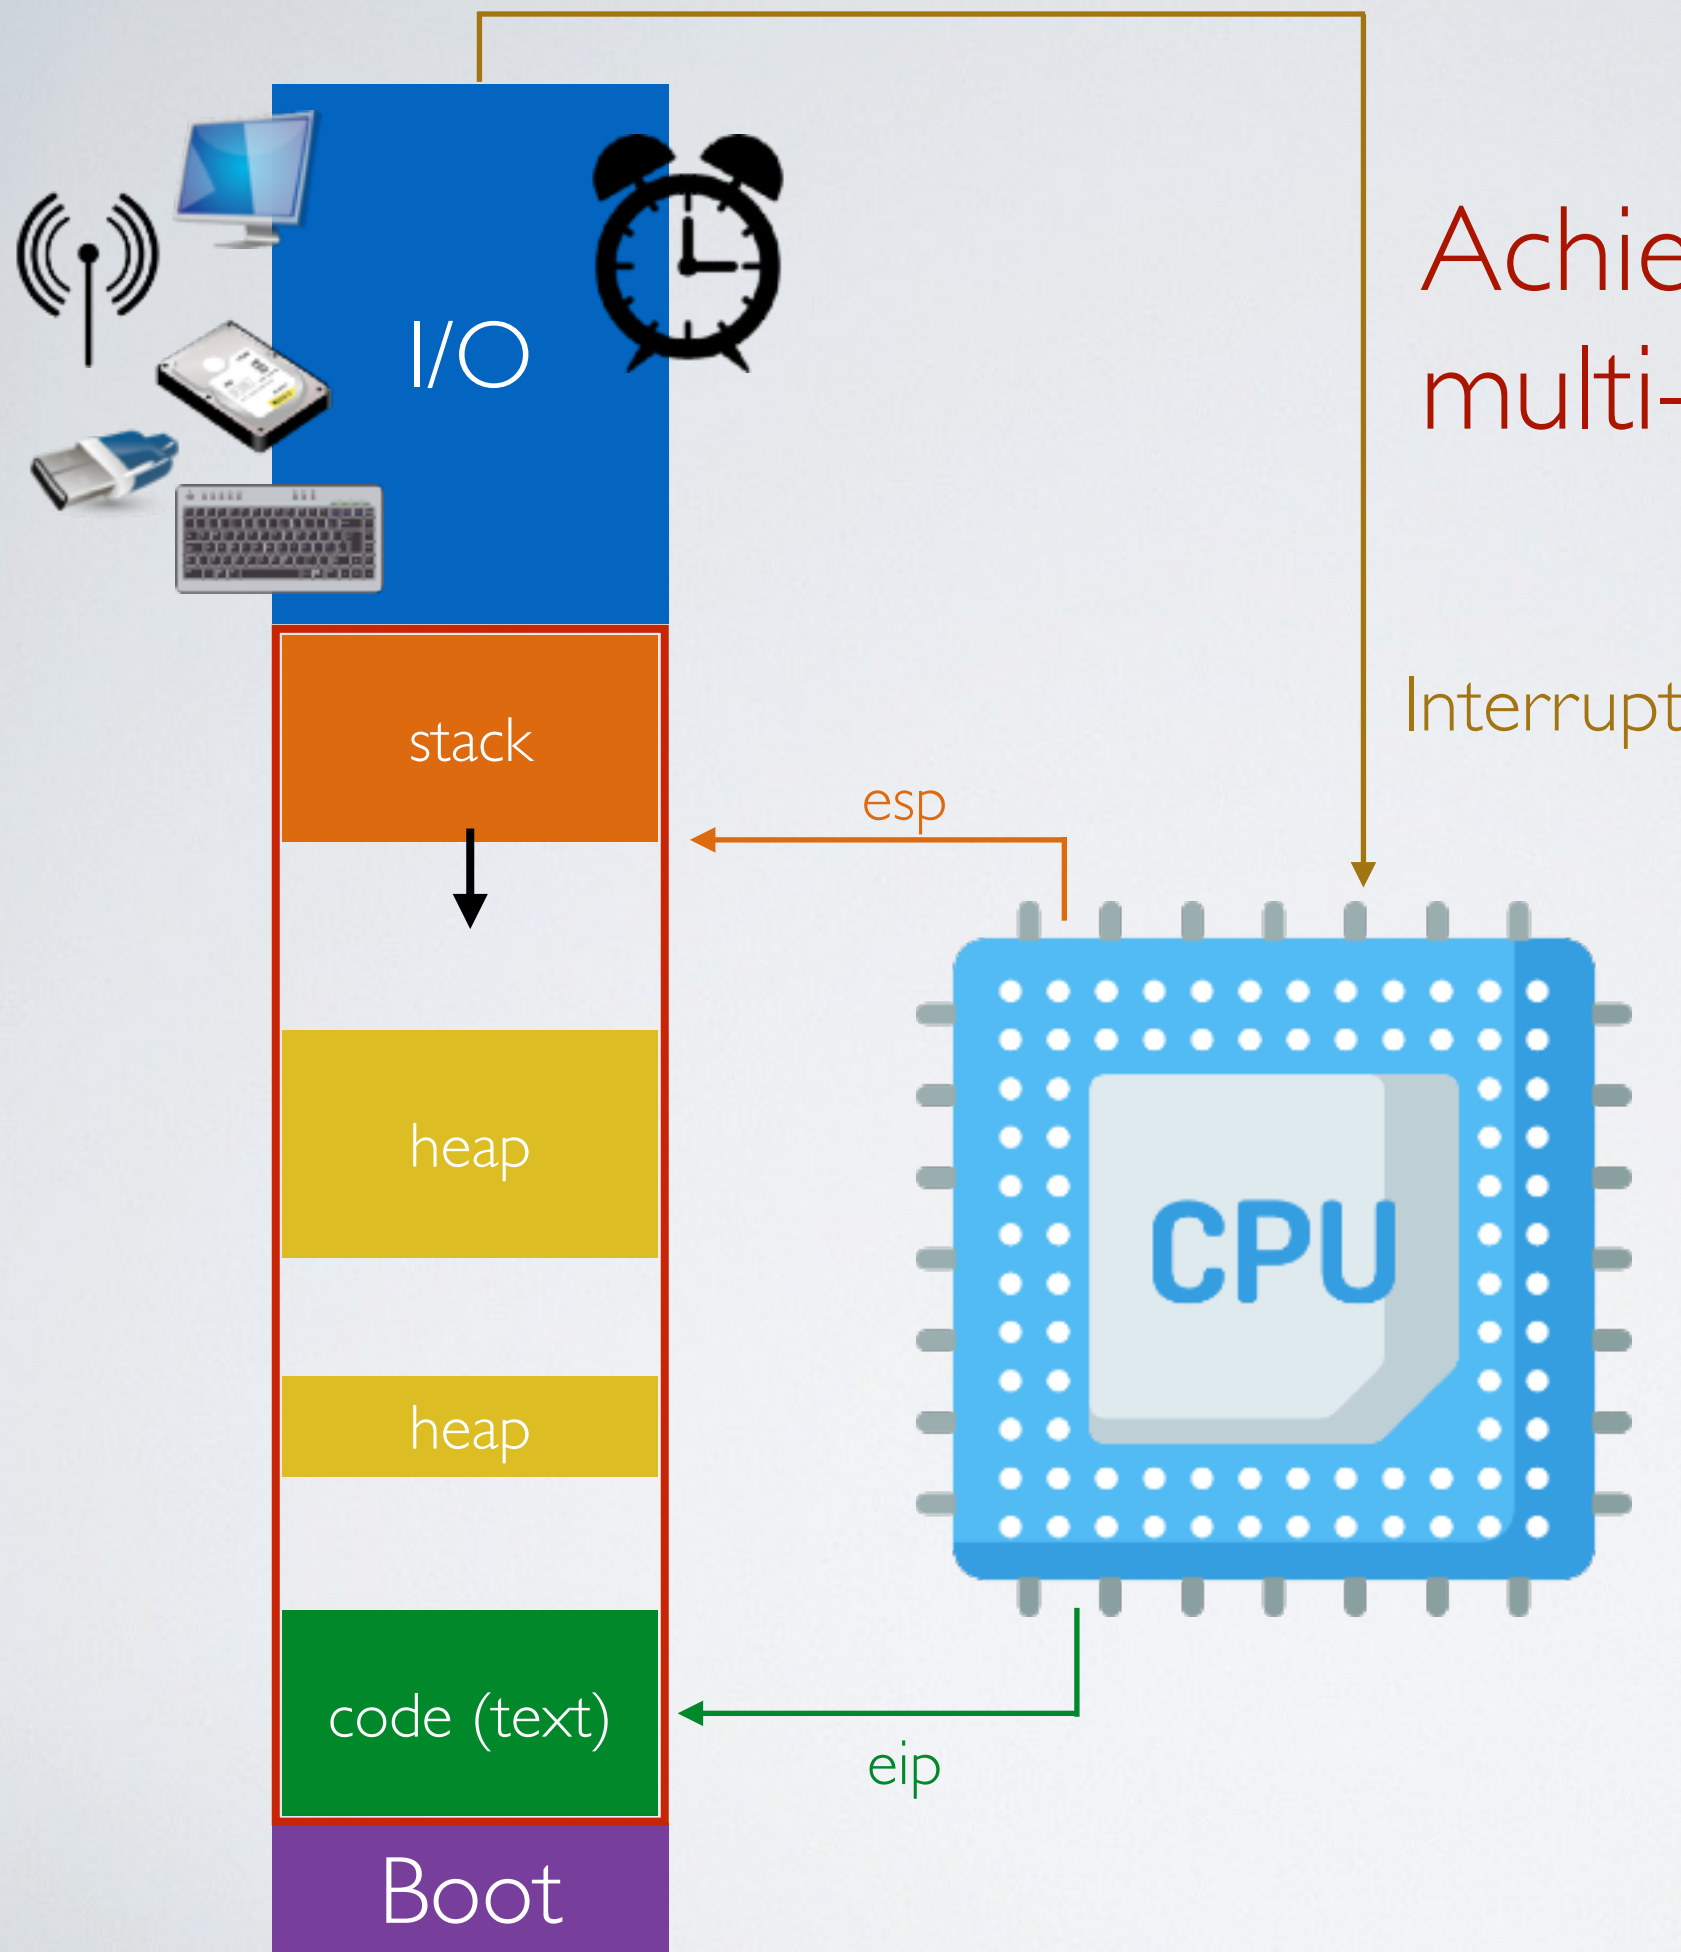 I/O
Achie
multi-
stack
Interrupt
esp
heap
CPU
heap
code (text)
eip
Boot